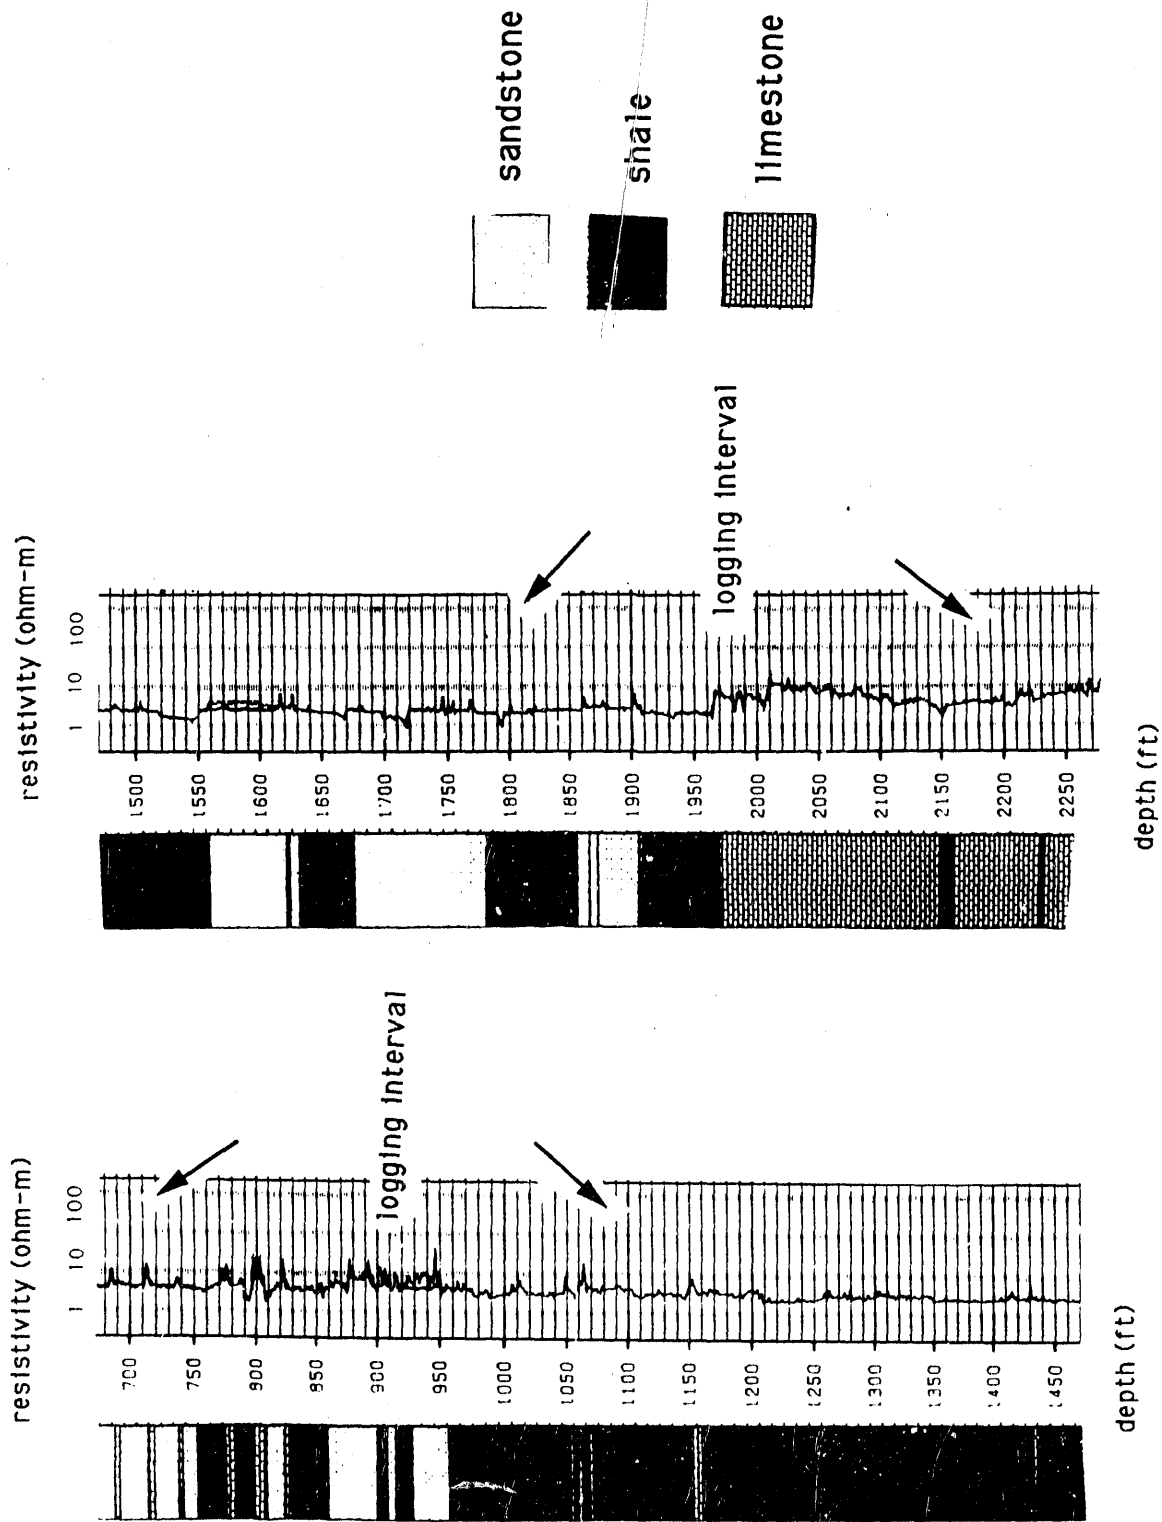 resistivity (ohm-m)
1 10 100
700
750
800
850
900
950
1000
1050
1100
1150
1200
1250
1300
1350
1400
1450
depth (ft)
logging interval
resistivity (ohm-m)
1 10 100
1500
1550
1600
1650
1700
1750
1800
1850
1900
1950
2000
2050
2100
2150
2200
2250
depth (ft)
logging interval
sandstone
shale
limestone